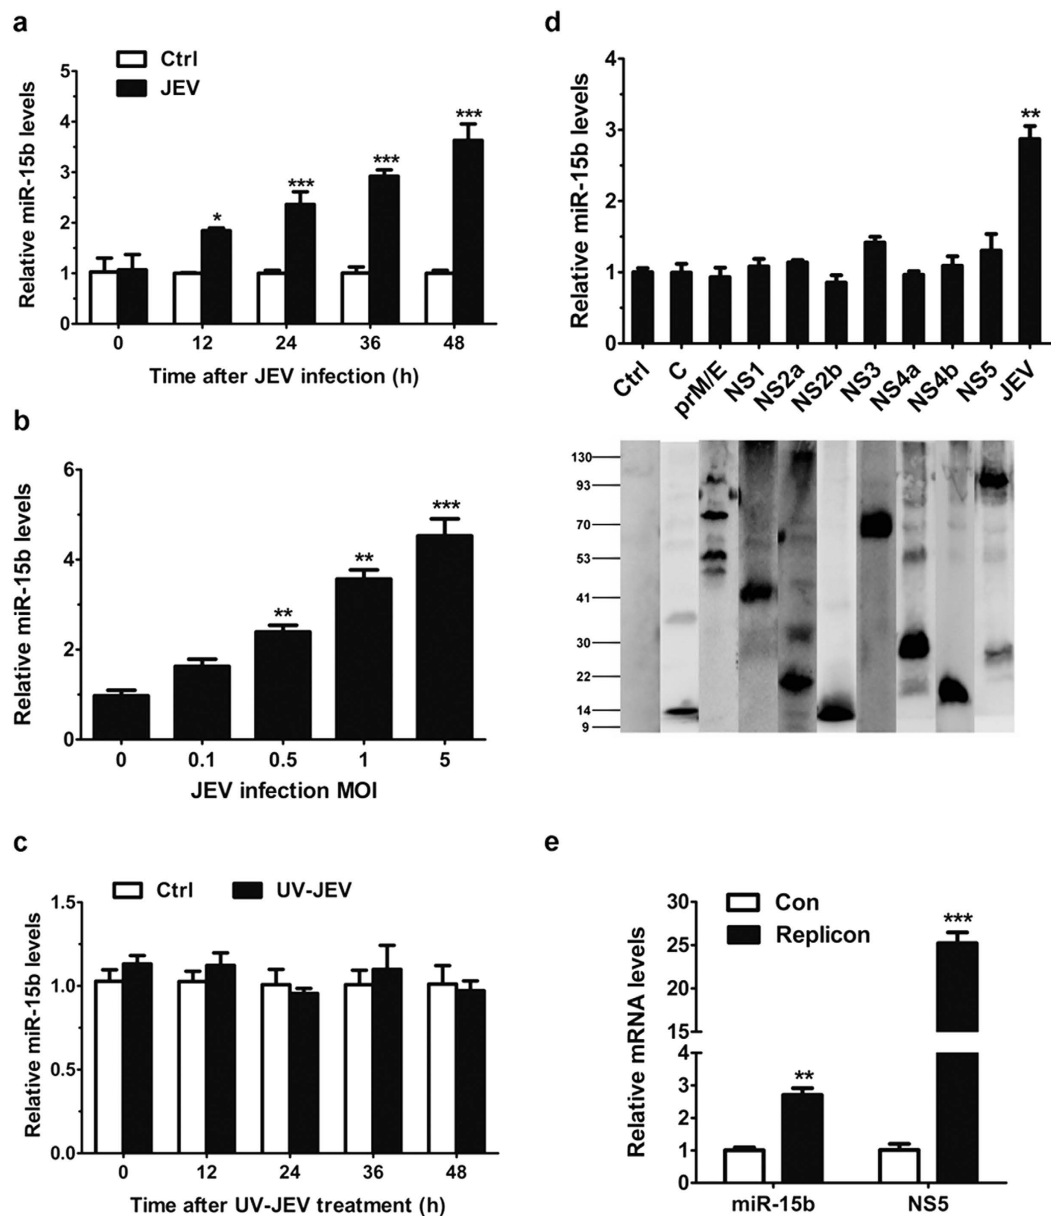 a
Ctrl
JEV
Relative miR-15b levels
5
4
3
2
1
0
*
***
***
***
0 12 24 36 48
Time after JEV infection (h)
b
Relative miR-15b levels
6
4
2
0
**
**
***
0 0.1 0.5 1 5
JEV infection MOI
c
Ctrl UV-JEV
Relative miR-15b levels
1.5
1.0
0.5
0.0
0 12 24 36 48
Time after UV-JEV treatment (h)
d
Relative miR-15b levels
4
3
2
1
0
**
Ctrl C prM/E NS1 NS2a NS2b NS3 NS4a NS4b NS5 JEV
130
93
70
53
41
30
22
14
9
e
Con
Replicon
Relative mRNA levels
30
25
20
15
4
3
2
1
0
**
***
miR-15b NS5